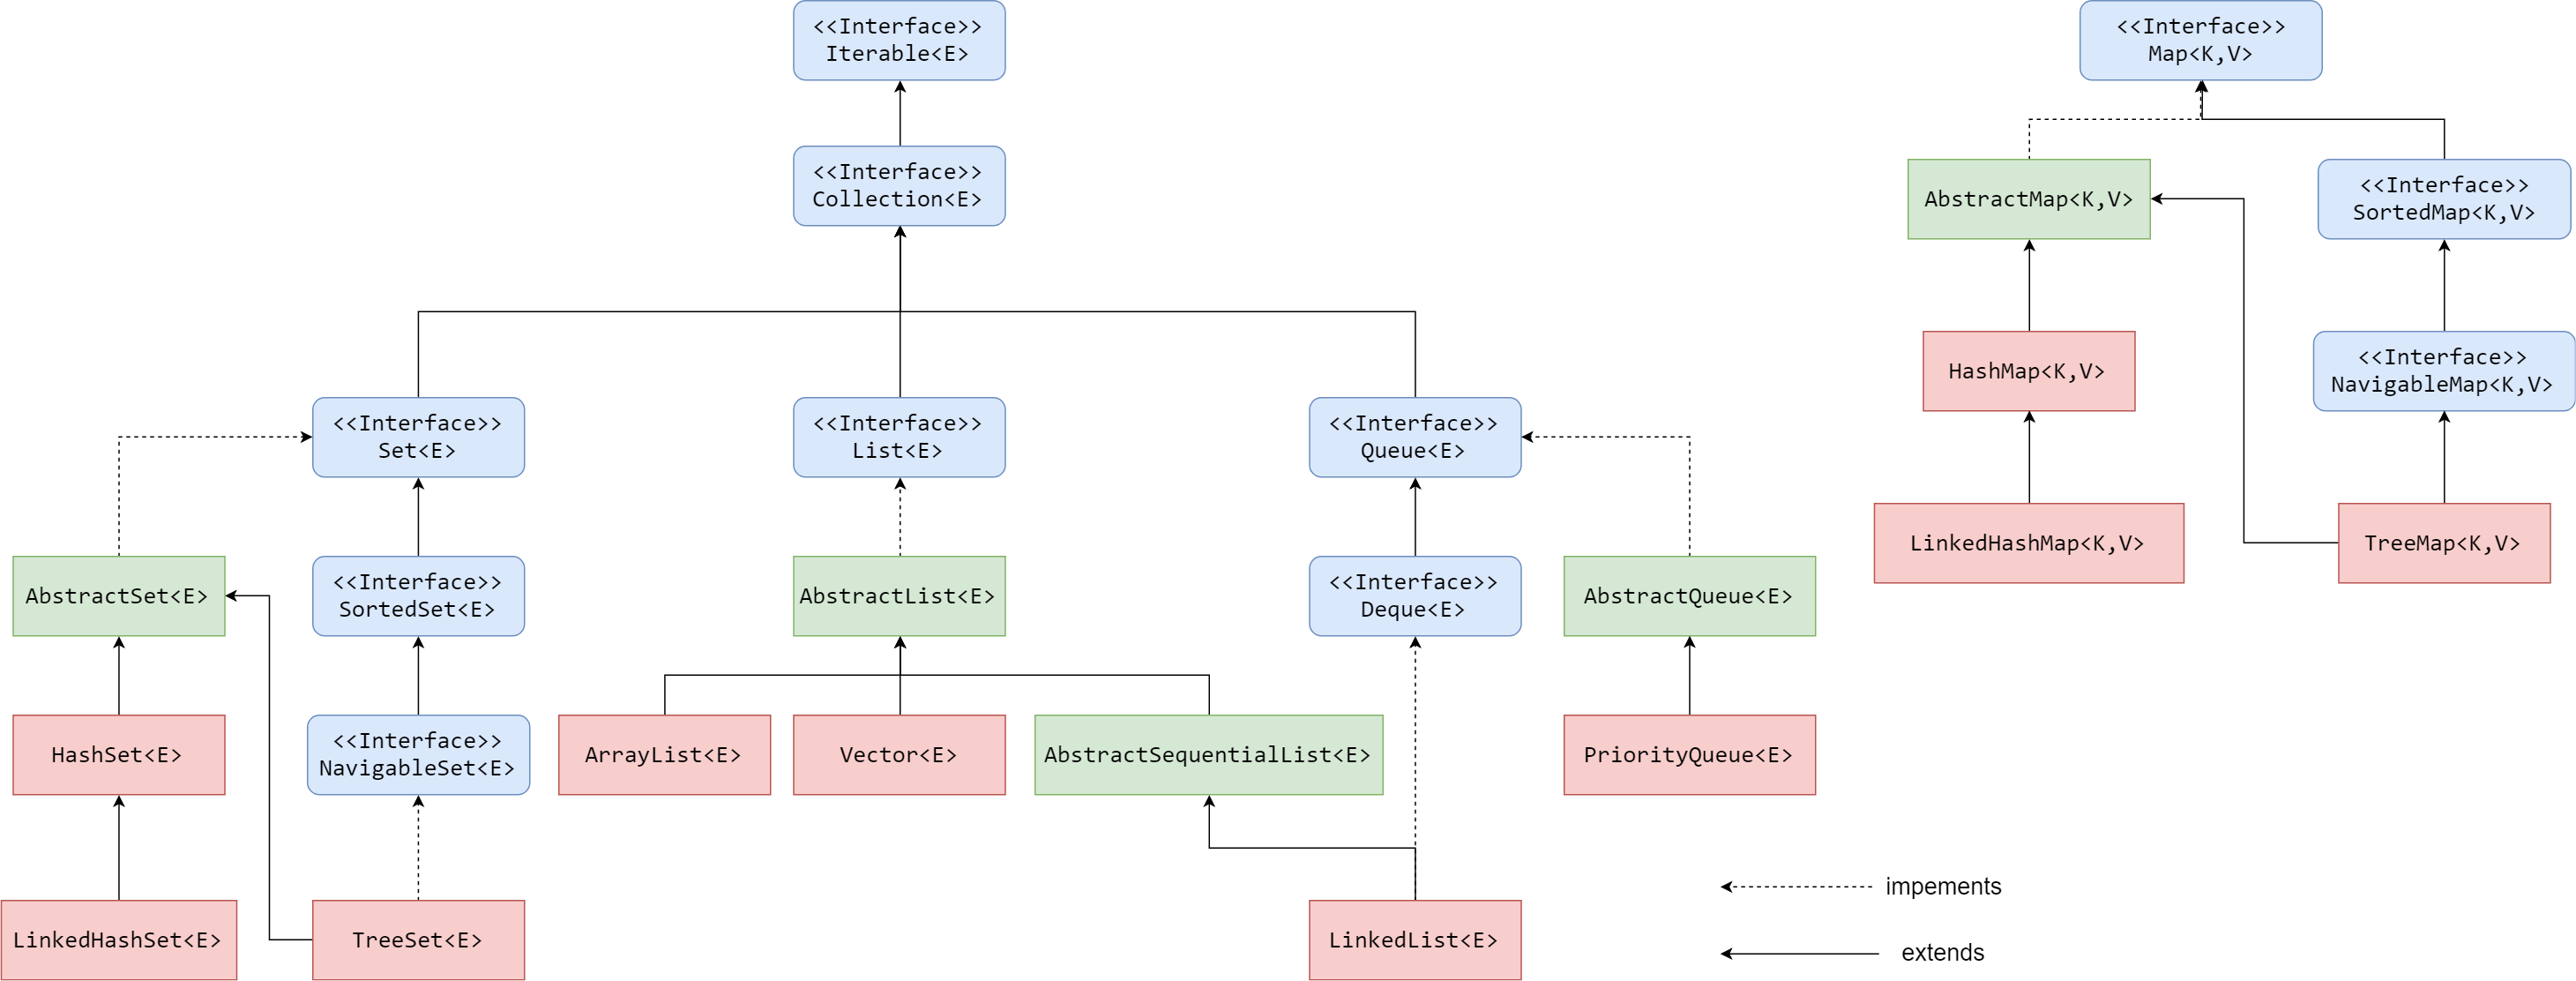 <<Interface>>
Iterable<E>
<<Interface>>
Map<K,V>
<<Interface>>
Collection<E>
AbstractMap<K,V>
<<Interface>>
SortedMap<K,V>
HashMap<K,V>
<<Interface>>
NavigableMap<K,V>
<<Interface>>
Set<E>
<<Interface>>
List<E>
<<Interface>>
Queue<E>
LinkedHashMap<K,V>
TreeMap<K,V>
AbstractSet<E>
<<Interface>>
SortedSet<E>
AbstractList<E>
<<Interface>>
Deque<E>
AbstractQueue<E>
HashSet<E>
<<Interface>>
NavigableSet<E>
ArrayList<E>
Vector<E>
AbstractSequentialList<E>
PriorityQueue<E>
impements
LinkedHashSet<E>
TreeSet<E>
LinkedList<E>
extends